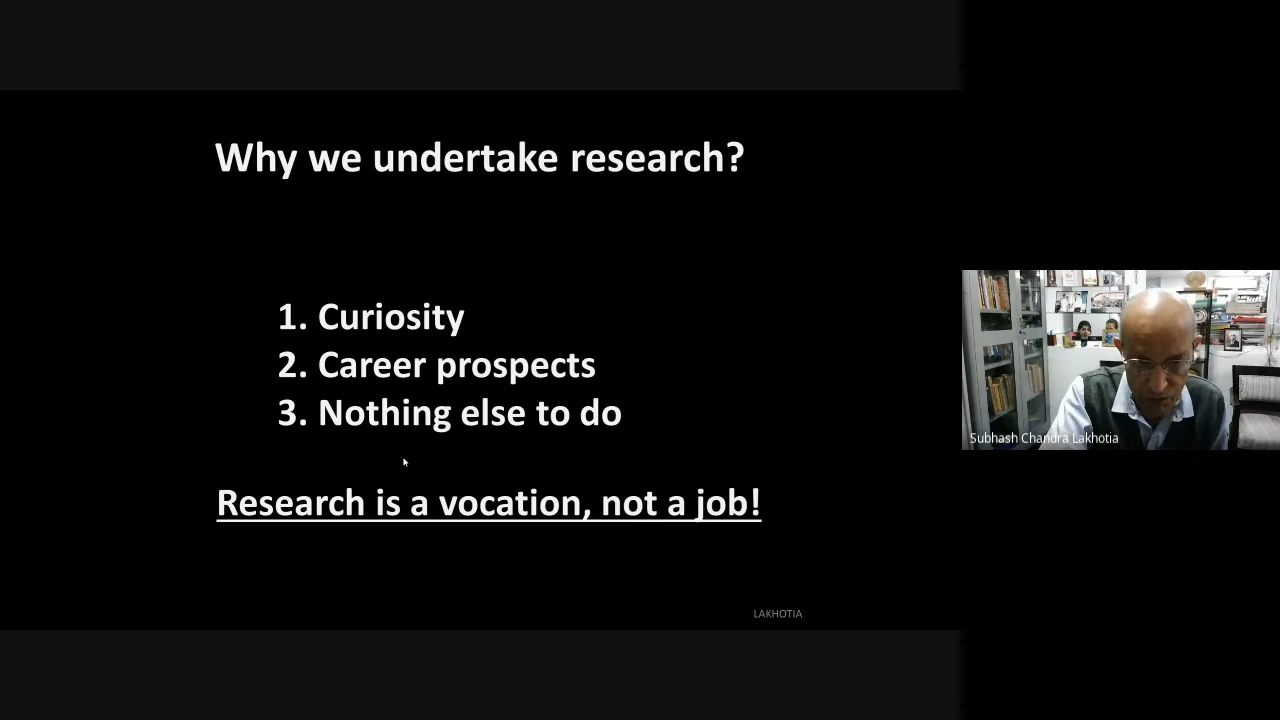 Why we undertake research?
1. Curiosity
2. Career prospects
3. Nothing else to do
Research is a vocation, not a job!
LAKHOTIA
Subhash Chandra Lakhotia